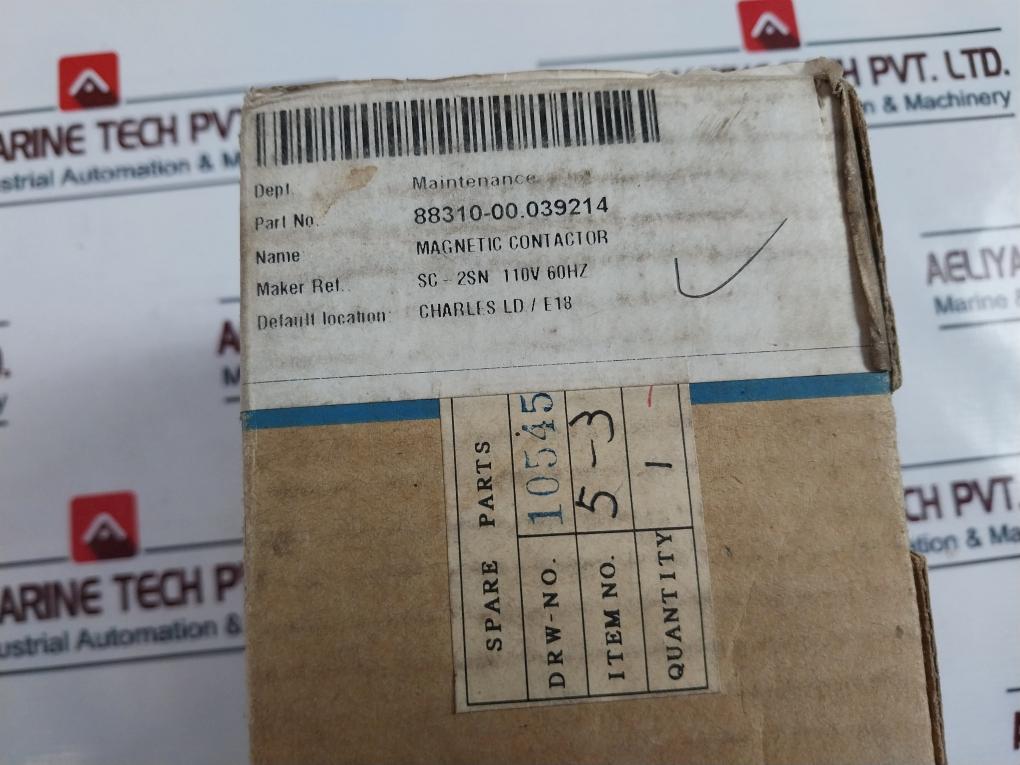 ARINE TECH PV
strial Automation & M
H PVT. LTD.
n & Machinery
Dept. Maintenance
Part No. 88310-00.039214
Name MAGNETIC CONTACTOR
Maker Ref.: SC - 2SN 110V 60HZ
Default location: CHARLES LD / E18
AELIYA
Marine &
SPARE PARTS
DRW-NO. 10545
ITEM NO. 5-3
QUANTITY 1
CH PVT.
tion & Ma
ARINE TECH PV
dustrial Automation &